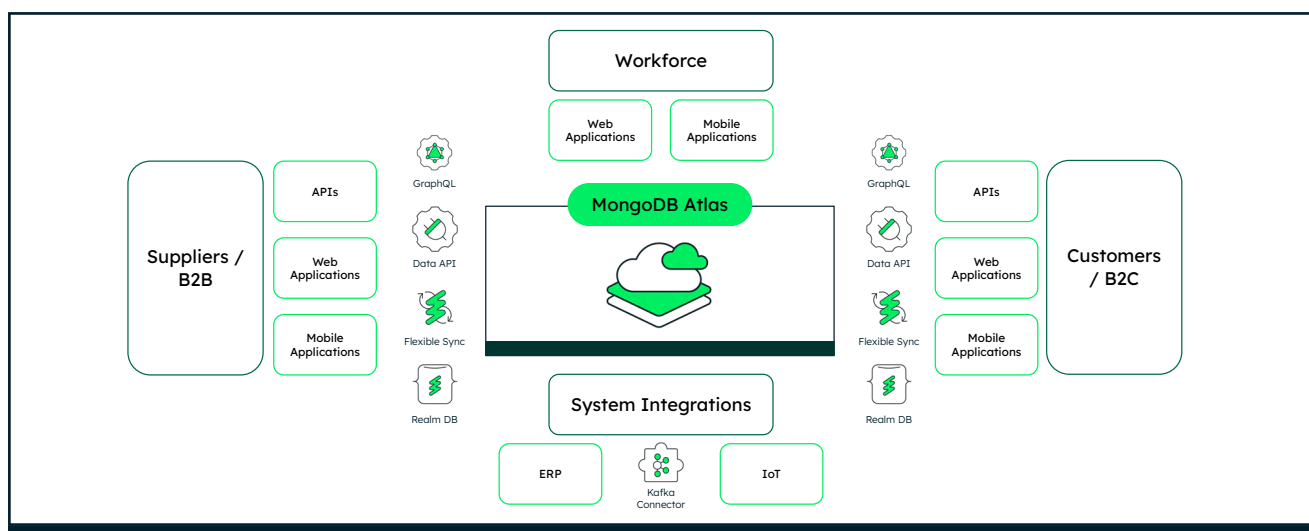 Workforce
Web
Applications
Mobile
Applications
Suppliers /
B2B
APIs
Web
Applications
Mobile
Applications
GraphQL
Data API
Flexible Sync
Realm DB
MongoDB Atlas
GraphQL
Data API
Flexible Sync
Realm DB
APIs
Web
Applications
Mobile
Applications
Customers
/ B2C
System Integrations
ERP
Kafka
Connector
IoT